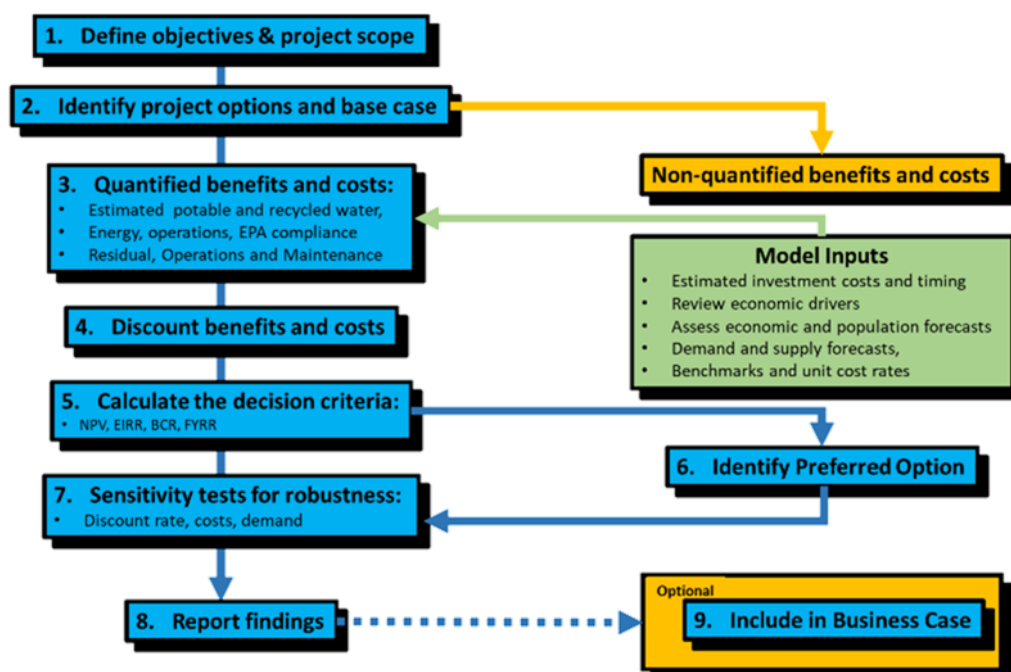 1. Define objectives & project scope
2. Identify project options and base case
3. Quantified benefits and costs:
• Estimated potable and recycled water,
• Energy, operations, EPA compliance
• Residual, Operations and Maintenance
Non-quantified benefits and costs
Model Inputs
• Estimated investment costs and timing
• Review economic drivers
• Assess economic and population forecasts
• Demand and supply forecasts,
• Benchmarks and unit cost rates
4. Discount benefits and costs
5. Calculate the decision criteria:
• NPV, EIRR, BCR, FYRR
6. Identify Preferred Option
7. Sensitivity tests for robustness:
• Discount rate, costs, demand
8. Report findings
Optional
9. Include in Business Case